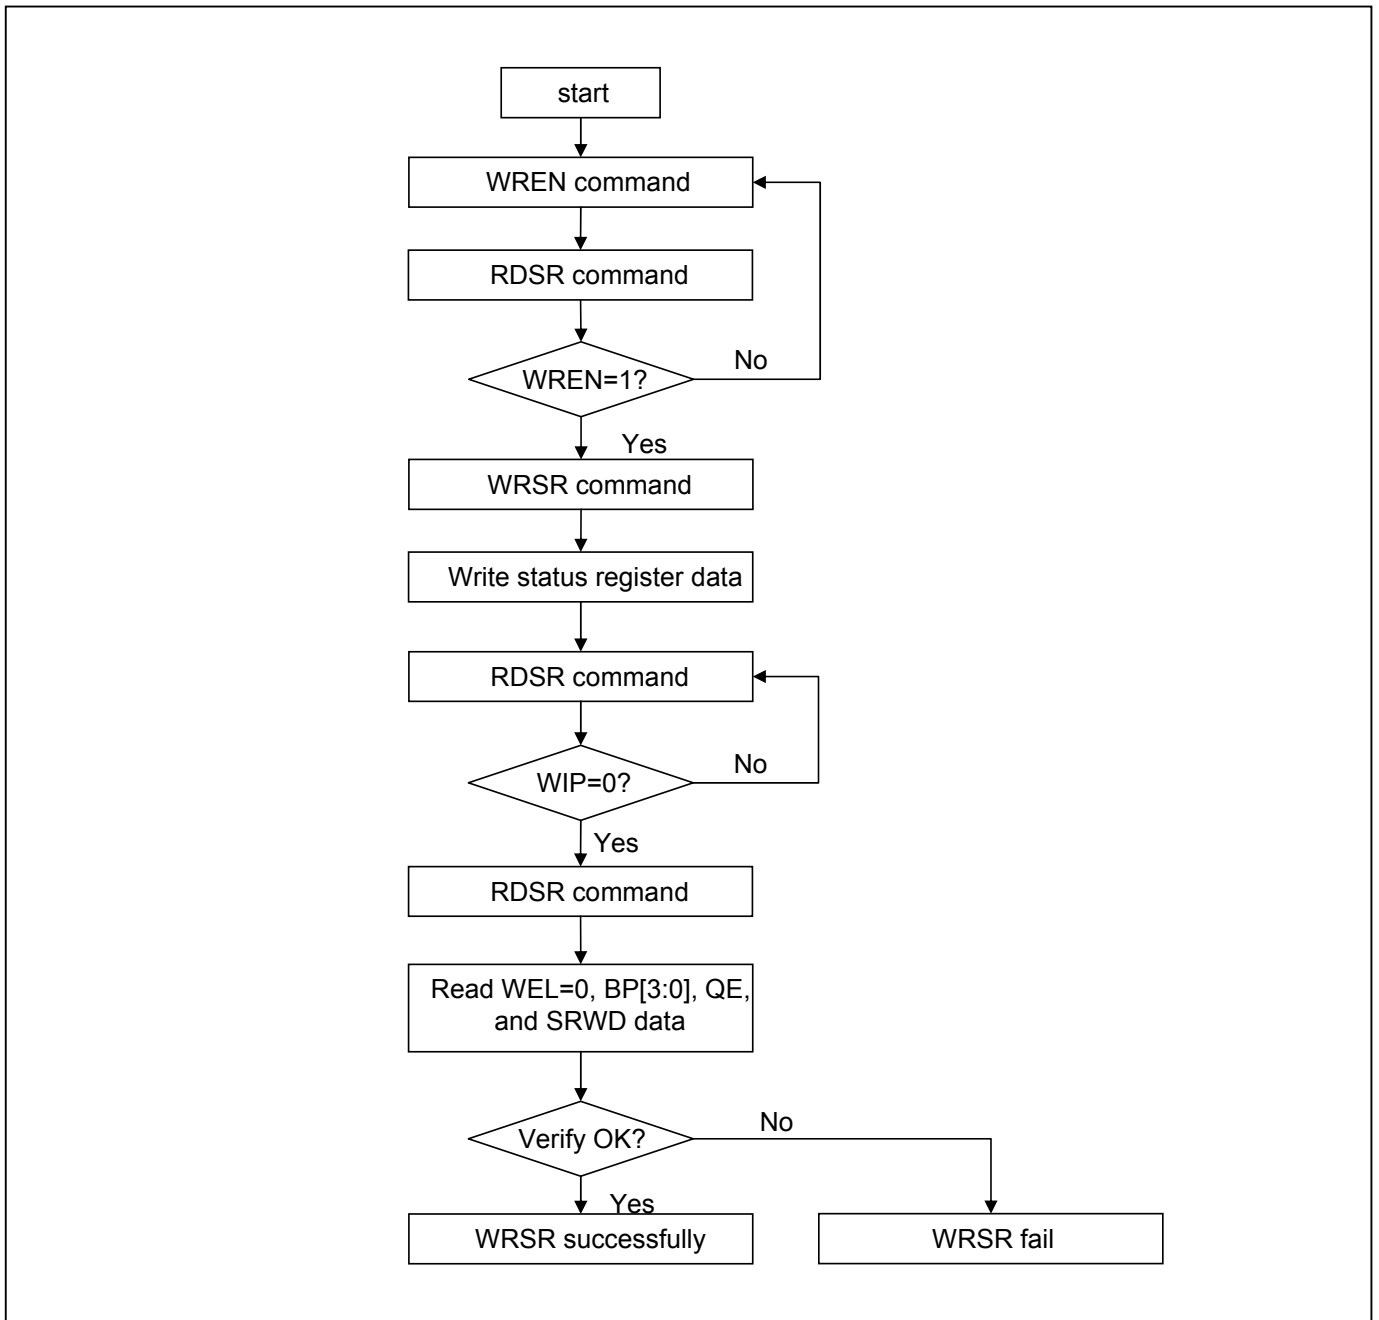 start
WREN command
RDSR command
WREN=1?
No
Yes
WRSR command
Write status register data
RDSR command
WIP=0?
No
Yes
RDSR command
Read WEL=0, BP[3:0], QE,
and SRWD data
Verify OK?
No
Yes
WRSR successfully
WRSR fail